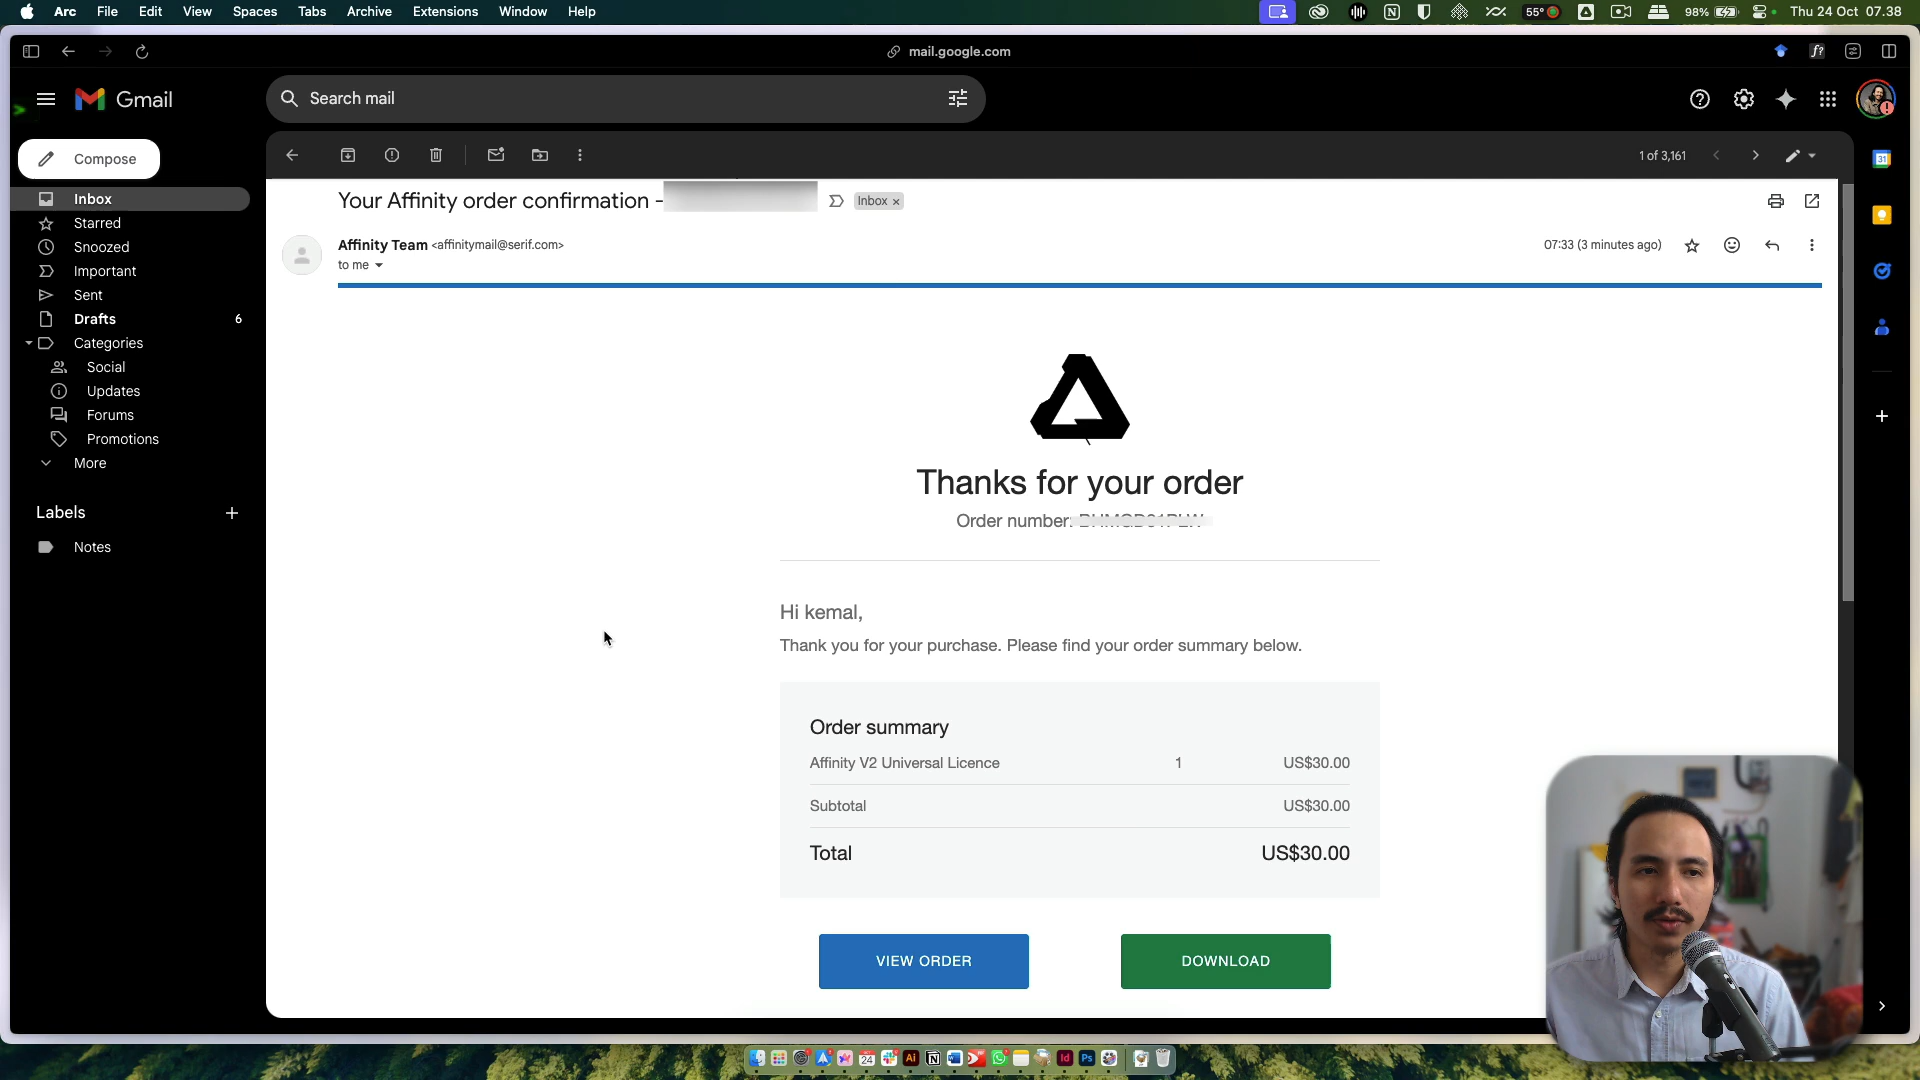 Arc File Edit View Spaces Tabs Archive Extensions Window Help 55° 98% Thu 24 Oct 07.38
mail.google.com
f?
Gmail
Search mail
Compose
1 of 3,161
Inbox
Starred
Snoozed
Important
Sent
Drafts 6
Categories
Social
Updates
Forums
Promotions
More
Labels
Notes
Your Affinity order confirmation - Inbox ×
Affinity Team <affinitymail@serif.com> 07:33 (3 minutes ago)
to me
31
Thanks for your order
Order number:
Hi kemal,
Thank you for your purchase. Please find your order summary below.
Order summary
Affinity V2 Universal Licence 1 US$30.00
Subtotal US$30.00
Total US$30.00
VIEW ORDER DOWNLOAD
24 Ai Id Ps